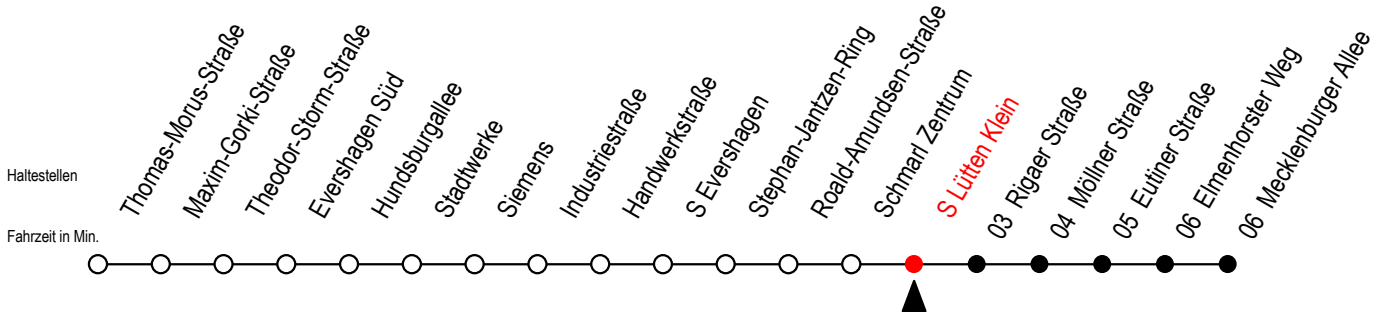 Haltestellen
Fahrzeit in Min.
Thomas-Morus-Straße
Maxim-Gorki-Straße
Theodor-Storm-Straße
Evershagen Süd
Hundsburgallee
Stadtwerke
Siemens
Industriestraße
Handwerkstraße
S Evershagen
Stephan-Jantzen-Ring
Roald-Amundsen-Straße
Schmarl Zentrum
S Lütten Klein
03 Rigaer Straße
04 Möllner Straße
05 Eutiner Straße
06 Elmenhorster Weg
06 Mecklenburger Allee